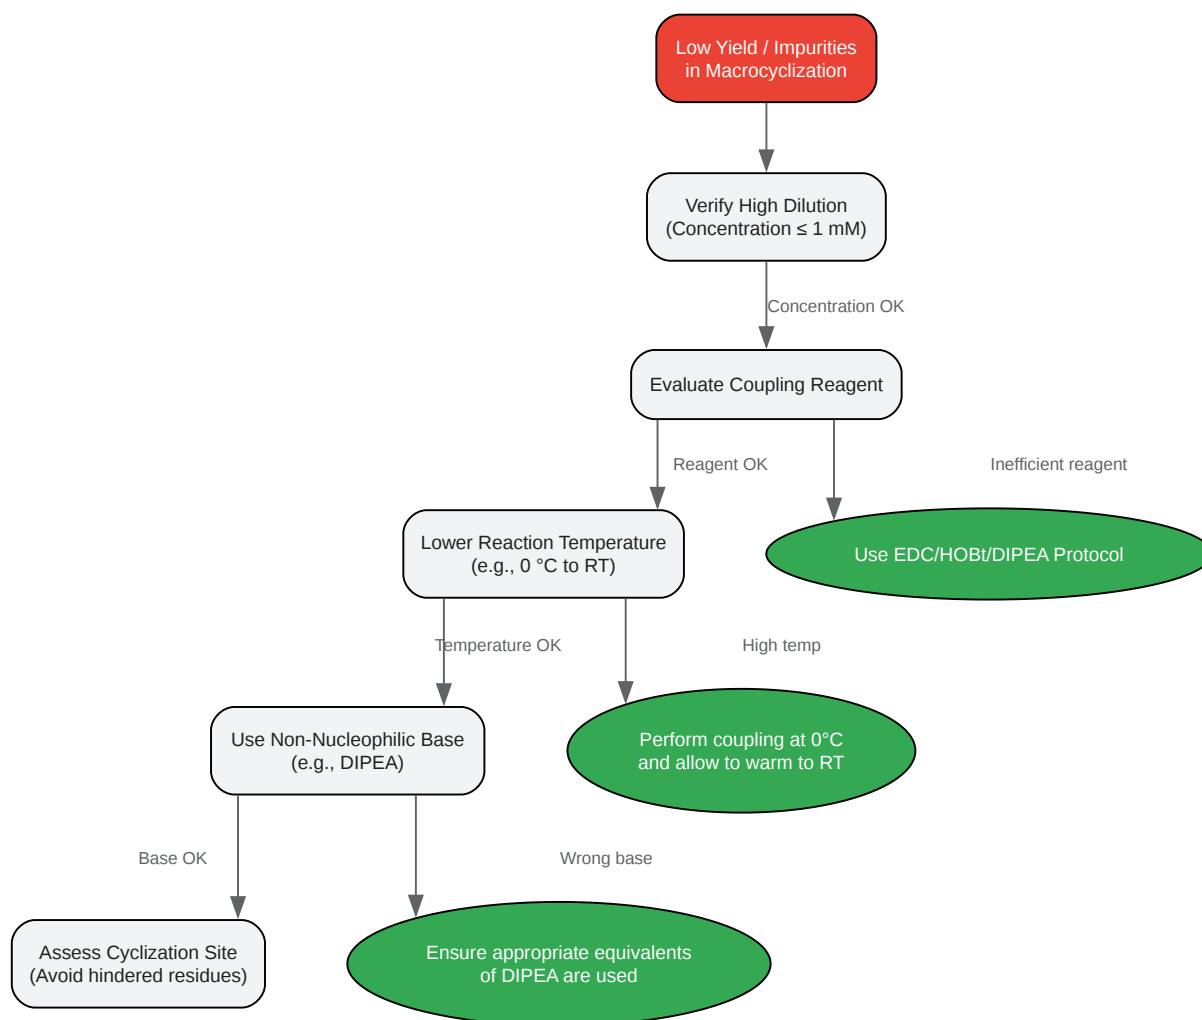 Low Yield / Impurities
in Macrocyclization
Verify High Dilution
(Concentration ≤ 1 mM)
Concentration OK
Evaluate Coupling Reagent
Reagent OK
Inefficient reagent
Lower Reaction Temperature
(e.g., 0 °C to RT)
Use EDC/HOBt/DIPEA Protocol
Temperature OK
High temp
Use Non-Nucleophilic Base
(e.g., DIPEA)
Perform coupling at 0°C
and allow to warm to RT
Base OK
Wrong base
Assess Cyclization Site
(Avoid hindered residues)
Ensure appropriate equivalents
of DIPEA are used